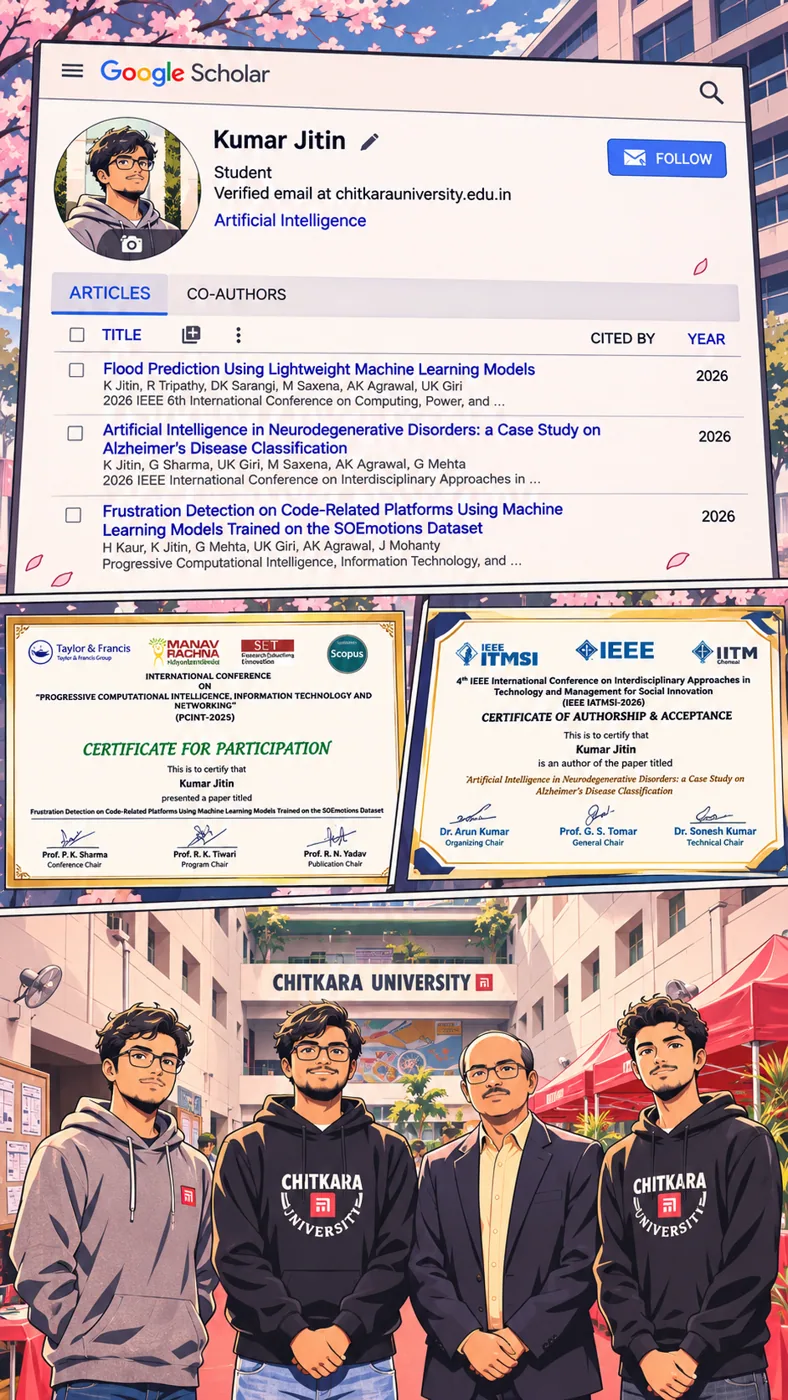 Google Scholar
Kumar Jitin
Student
Verified email at chitkarauniversity.edu.in
Artificial Intelligence
FOLLOW
ARTICLES CO-AUTHORS
TITLE CITED BY YEAR
Flood Prediction Using Lightweight Machine Learning Models 2026
K Jitin, R Tripathy, DK Sarangi, M Saxena, AK Agrawal, UK Giri
2026 IEEE 6th International Conference on Computing, Power, and ...
Artificial Intelligence in Neurodegenerative Disorders: a Case Study on 2026
Alzheimer's Disease Classification
K Jitin, G Sharma, UK Giri, M Saxena, AK Agrawal, G Mehta
2026 IEEE International Conference on Interdisciplinary Approaches in ...
Frustration Detection on Code-Related Platforms Using Machine 2026
Learning Models Trained on the SOEmotions Dataset
H Kaur, K Jitin, G Mehta, UK Giri, AK Agrawal, J Mohanty
Progressive Computational Intelligence, Information Technology, and ...
Taylor & Francis
Taylor & Francis Group
MANAV
RACHNA
SET
Scopus
INTERNATIONAL CONFERENCE
ON
"PROGRESSIVE COMPUTATIONAL INTELLIGENCE, INFORMATION TECHNOLOGY AND
NETWORKING"
(PCINT-2025)
CERTIFICATE FOR PARTICIPATION
This is to certify that
Kumar Jitin
presented a paper titled
Frustration Detection on Code-Related Platforms Using Machine Learning Models Trained on the SOEmotions Dataset
Prof. P. K. Sharma Prof. R. K. Tiwari Prof. R. N. Yadav
Conference Chair Program Chair Publication Chair
IEEE
ITMSI
IEEE
IITM
Chennai
4th IEEE International Conference on Interdisciplinary Approaches in
Technology and Management for Social Innovation
(IEEE IATMSI-2026)
CERTIFICATE OF AUTHORSHIP & ACCEPTANCE
This is to certify that
Kumar Jitin
is an author of the paper titled
"Artificial Intelligence in Neurodegenerative Disorders: a Case Study on
Alzheimer's Disease Classification
Dr. Arun Kumar Prof. G. S. Tomar Dr. Sonesh Kumar
Organizing Chair General Chair Technical Chair
CHITKARA UNIVERSITY
CHITKARA
UNIVERSITY
CHITKARA
UNIVERSITY